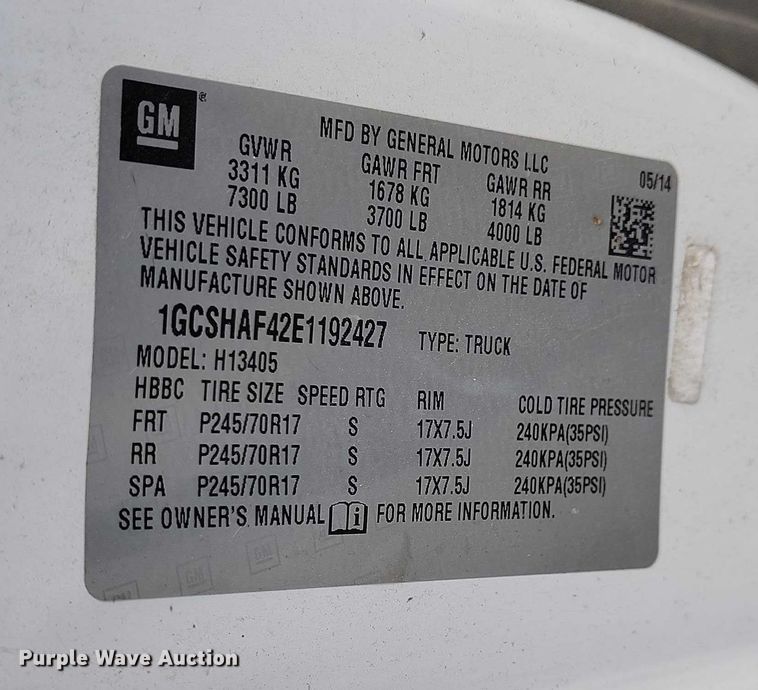 GM
®
MFD BY GENERAL MOTORS LLC
05/14
GVWR GAWR FRT GAWR RR
3311 KG 1678 KG 1814 KG
7300 LB 3700 LB 4000 LB
THIS VEHICLE CONFORMS TO ALL APPLICABLE U.S. FEDERAL MOTOR
VEHICLE SAFETY STANDARDS IN EFFECT ON THE DATE OF
MANUFACTURE SHOWN ABOVE.
1GCSHAF42E1192427 TYPE: TRUCK
MODEL: H13405
HBBC TIRE SIZE SPEED RTG RIM COLD TIRE PRESSURE
FRT P245/70R17 S 17X7.5J 240KPA(35PSI)
RR P245/70R17 S 17X7.5J 240KPA(35PSI)
SPA P245/70R17 S 17X7.5J 240KPA(35PSI)
SEE OWNER'S MANUAL i FOR MORE INFORMATION.
GM
GM
GM
Purple Wave Auction